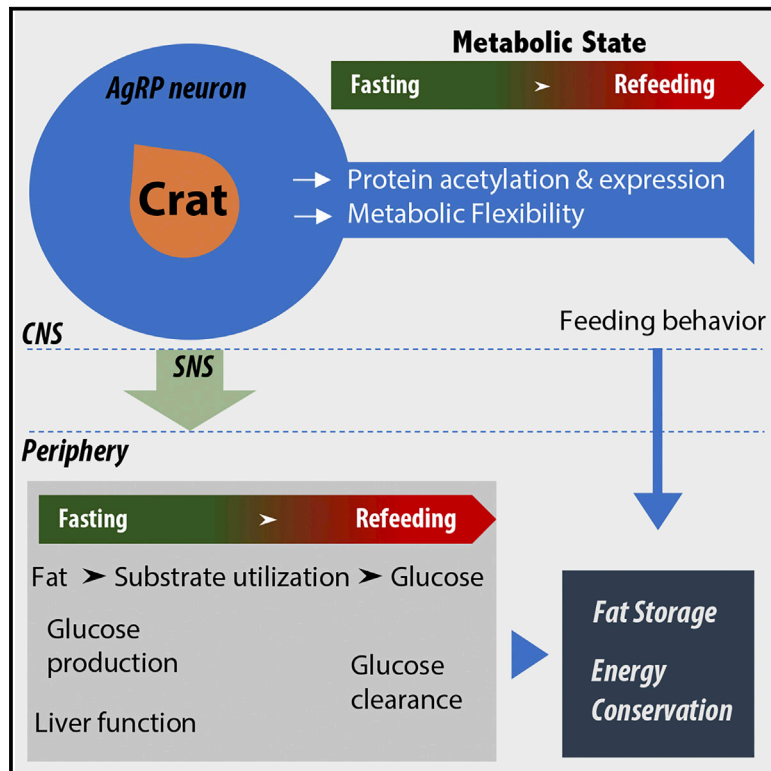 Metabolic State
AgRP neuron
Fasting ➤ Refeeding
Crat
→ Protein acetylation & expression
→ Metabolic Flexibility
CNS
Feeding behavior
SNS
Periphery
Fasting ➤ Refeeding
Fat ➤ Substrate utilization ➤ Glucose
Glucose
production
Glucose
clearance
Liver function
Fat Storage
Energy
Conservation